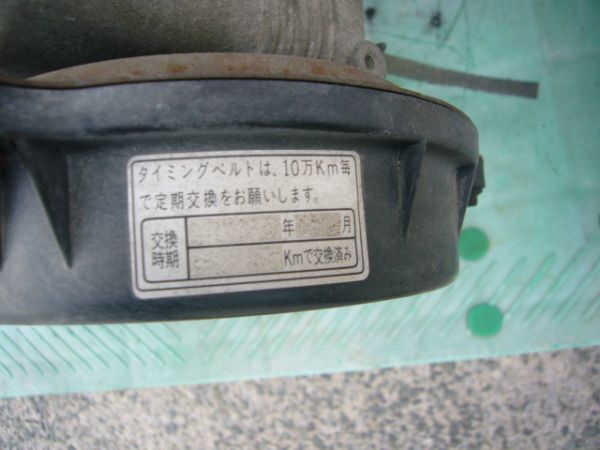 タイミングベルトは、10万Km毎
で定期交換をお願いします。
交換時期
年 月
Kmで交換済み